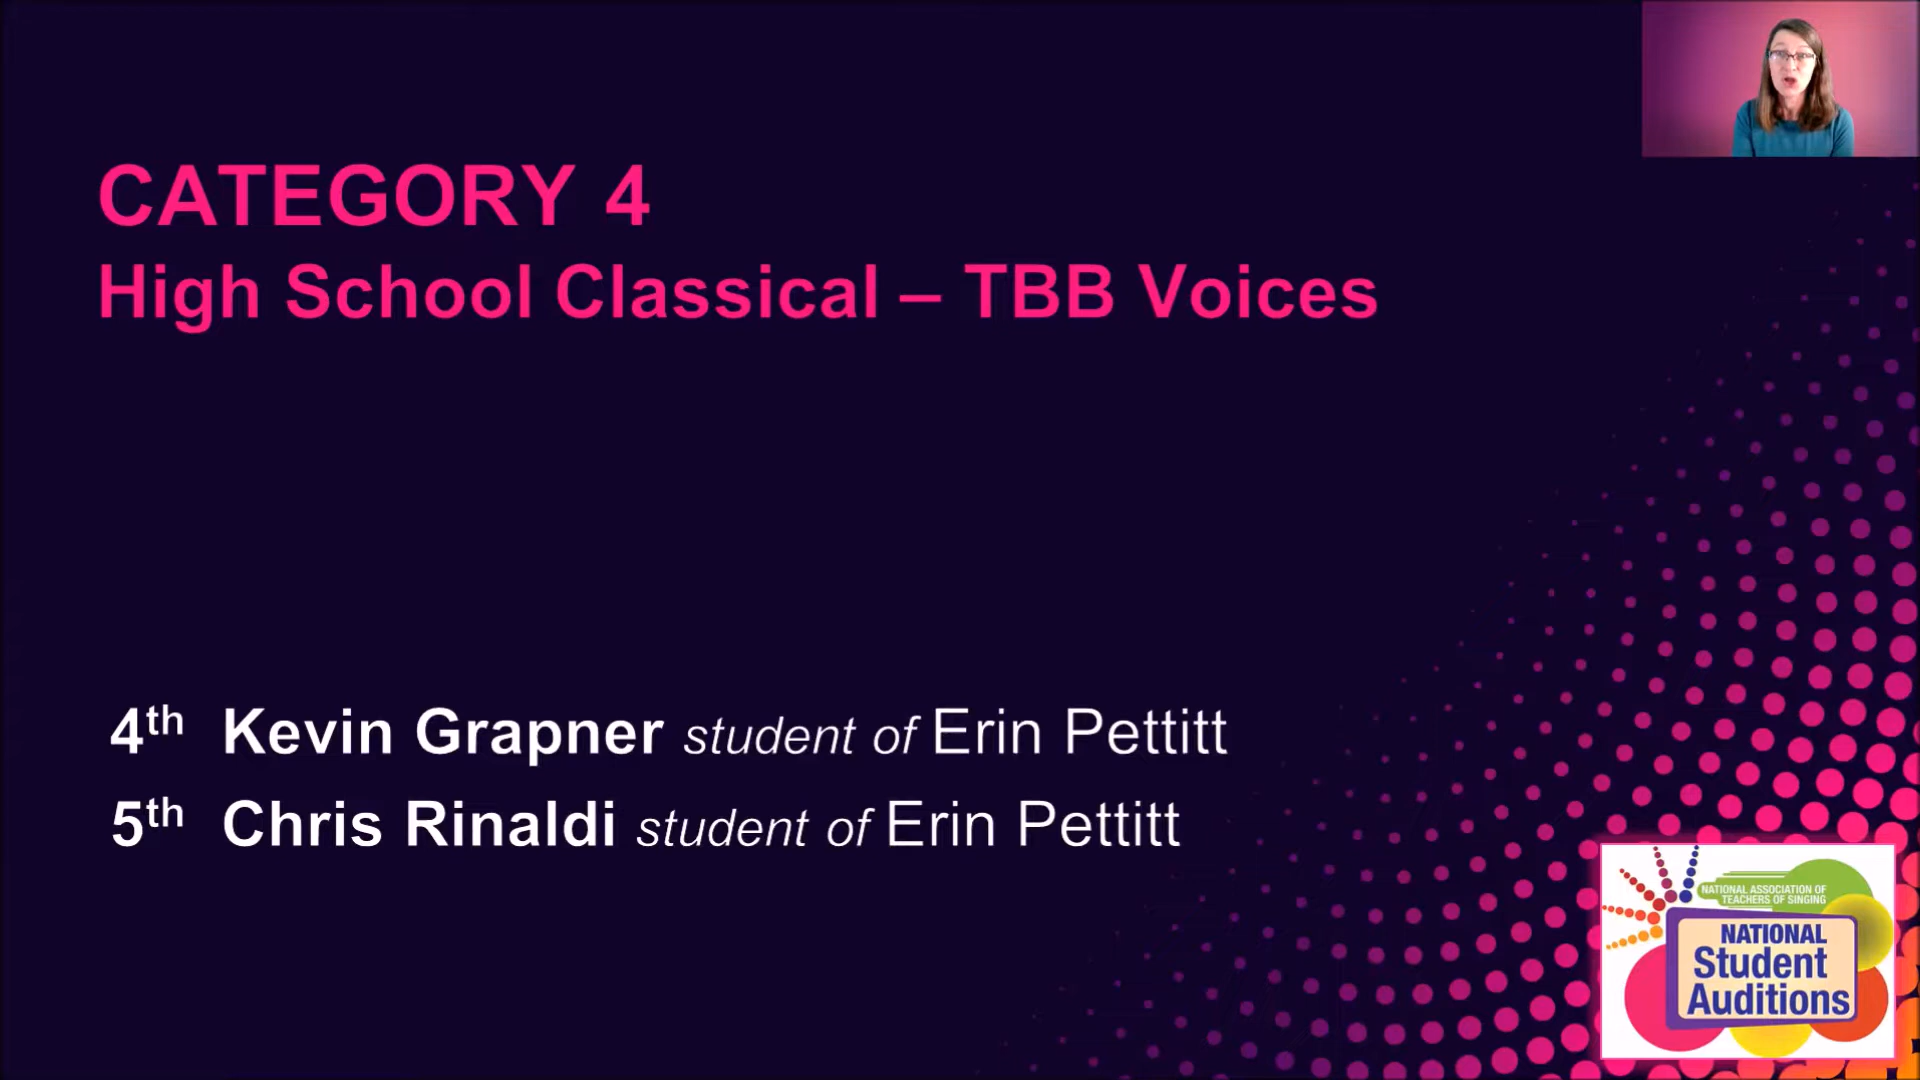 CATEGORY 4
High School Classical – TBB Voices
4th Kevin Grapner student of Erin Pettitt
5th Chris Rinaldi student of Erin Pettitt
NATIONAL ASSOCIATION OF
TEACHERS OF SINGING
NATIONAL
Student
Auditions